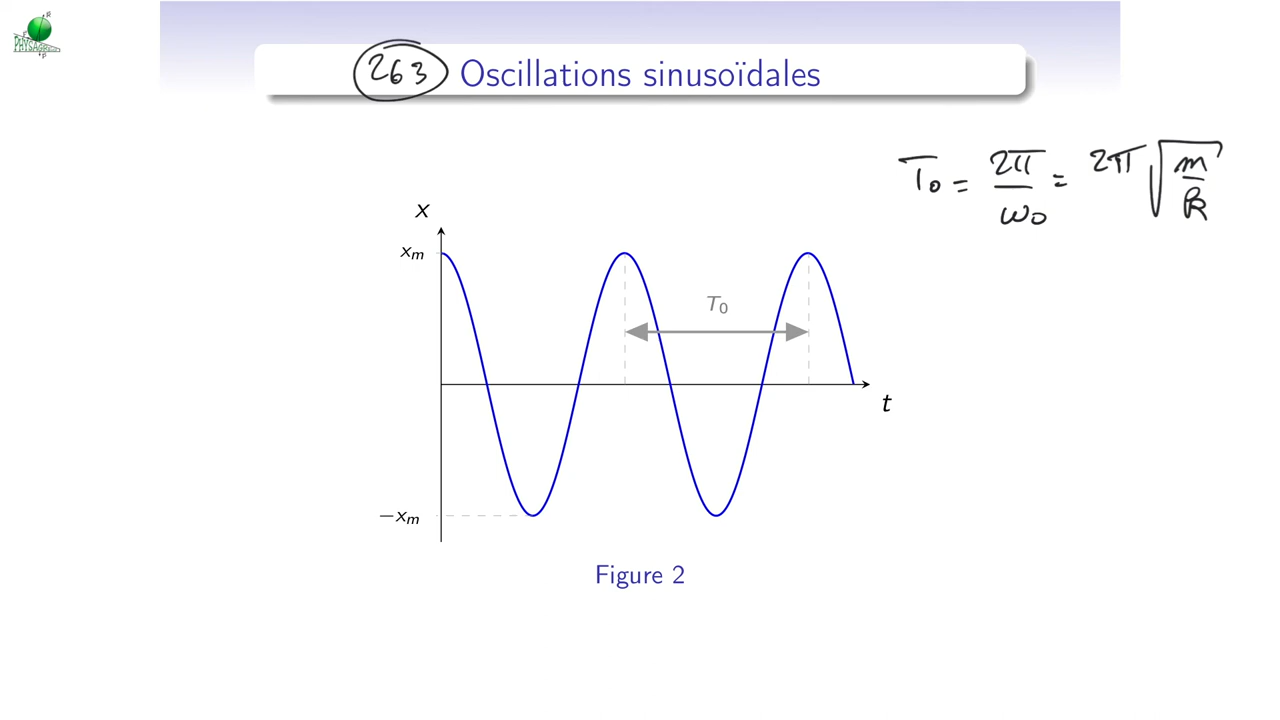 263 Oscillations sinusoïdales
T₀ = 2π/ω₀ = 2π√(m/k)
x
xₘ
T₀
t
−xₘ
Figure 2